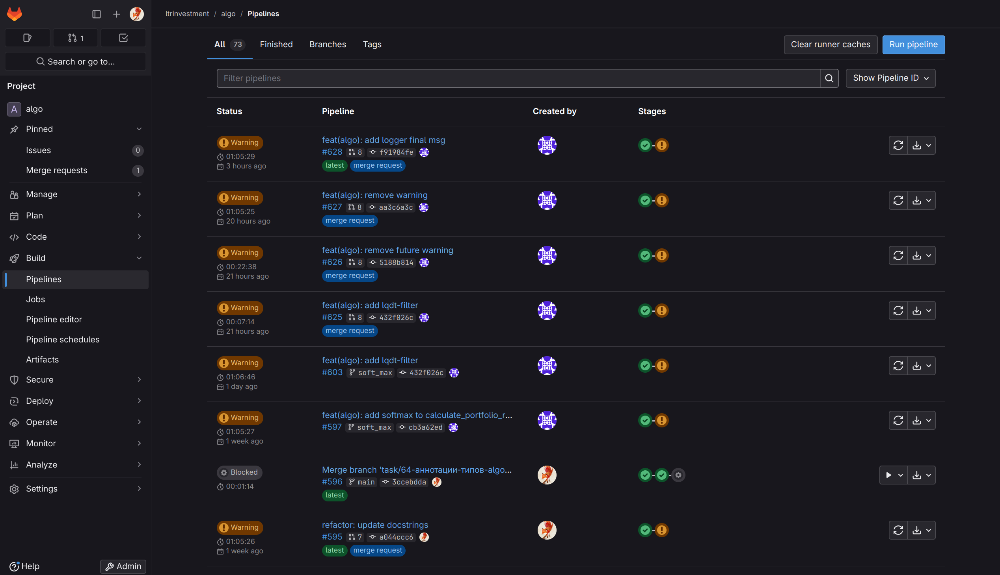 ltrinvestment / algo / Pipelines
1
Search or go to...
Project
A algo
Pinned
Issues 0
Merge requests 1
Manage
Plan
Code
Build
Pipelines
Jobs
Pipeline editor
Pipeline schedules
Artifacts
Secure
Deploy
Operate
Monitor
Analyze
Settings
Help
Admin
All 73 Finished Branches Tags
Clear runner caches Run pipeline
Filter pipelines
Show Pipeline ID
Status Pipeline Created by Stages
Warning
01:05:29
3 hours ago
feat(algo): add logger final msg
#628 8 f91984fe
latest merge request
Warning
01:05:25
20 hours ago
feat(algo): remove warning
#627 8 aa3c6a3c
merge request
Warning
00:22:38
21 hours ago
feat(algo): remove future warning
#626 8 5188b814
merge request
Warning
00:07:14
21 hours ago
feat(algo): add lqdt-filter
#625 8 432f026c
merge request
Warning
01:06:46
1 day ago
feat(algo): add lqdt-filter
#603 soft_max 432f026c
Warning
01:05:27
1 week ago
feat(algo): add softmax to calculate_portfolio_r...
#597 soft_max cb3a62ed
Blocked
00:01:14
Merge branch 'task/64-аннотации-типов-algo...
#596 main 3ccebdda
latest
Warning
01:05:26
1 week ago
refactor: update docstrings
#595 7 a044ccc6
latest merge request